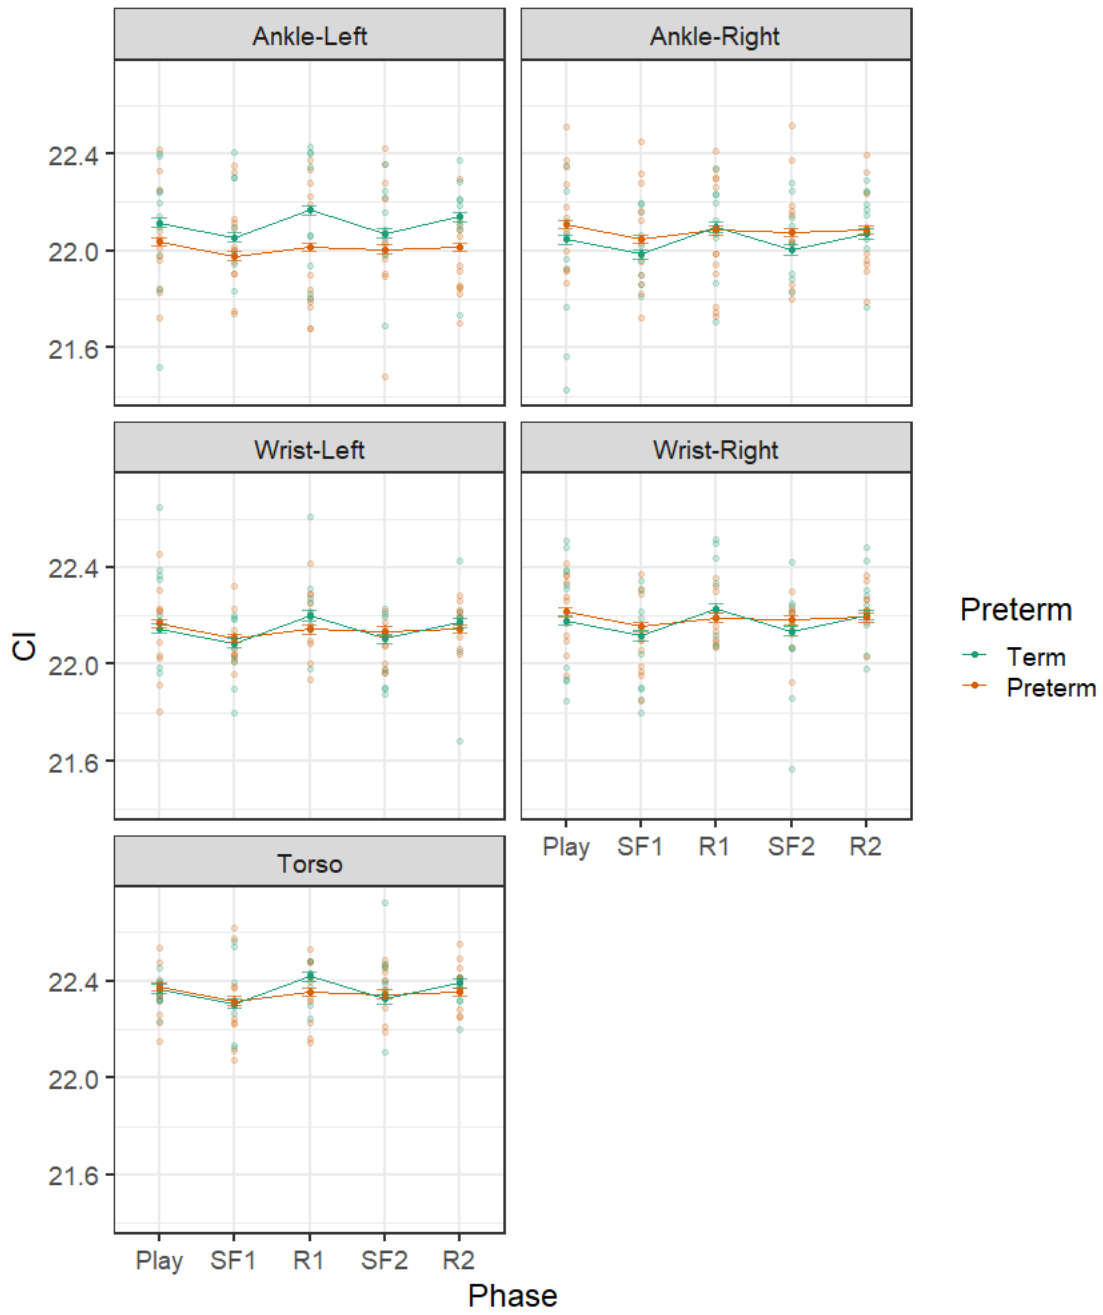 Ankle-Left
Ankle-Right
22.4
22.0
21.6
Wrist-Left
Wrist-Right
22.4
22.0
21.6
CI
Preterm
Term
Preterm
Play SF1 R1 SF2 R2
Torso
22.4
22.0
21.6
Play SF1 R1 SF2 R2
Phase